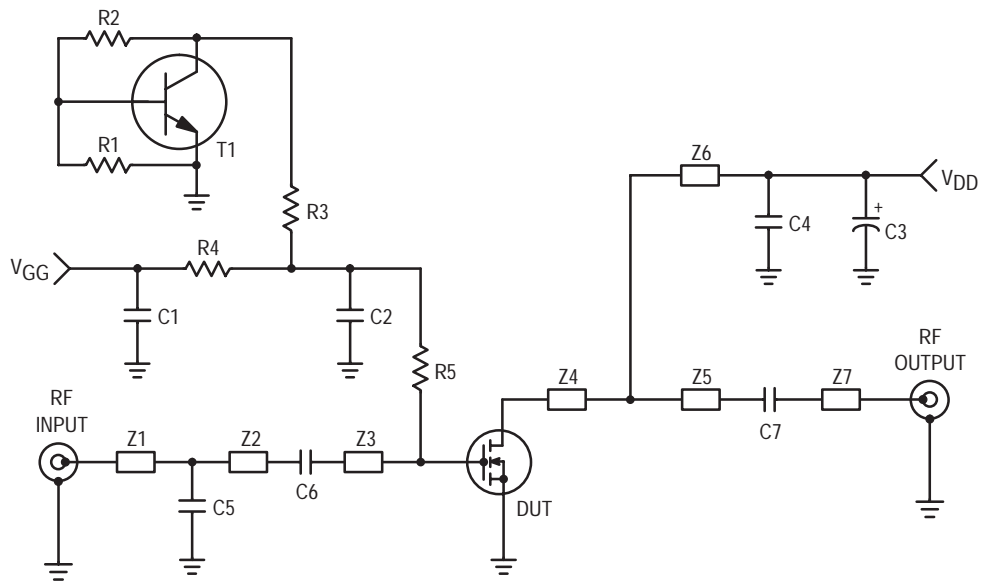 R2
R1
T1
R3
Z6
VDD
C4
+
C3
R4
VGG
C1
C2
R5
RF
OUTPUT
RF
INPUT
Z4
Z5
Z7
C7
Z1
Z2
Z3
C6
C5
DUT